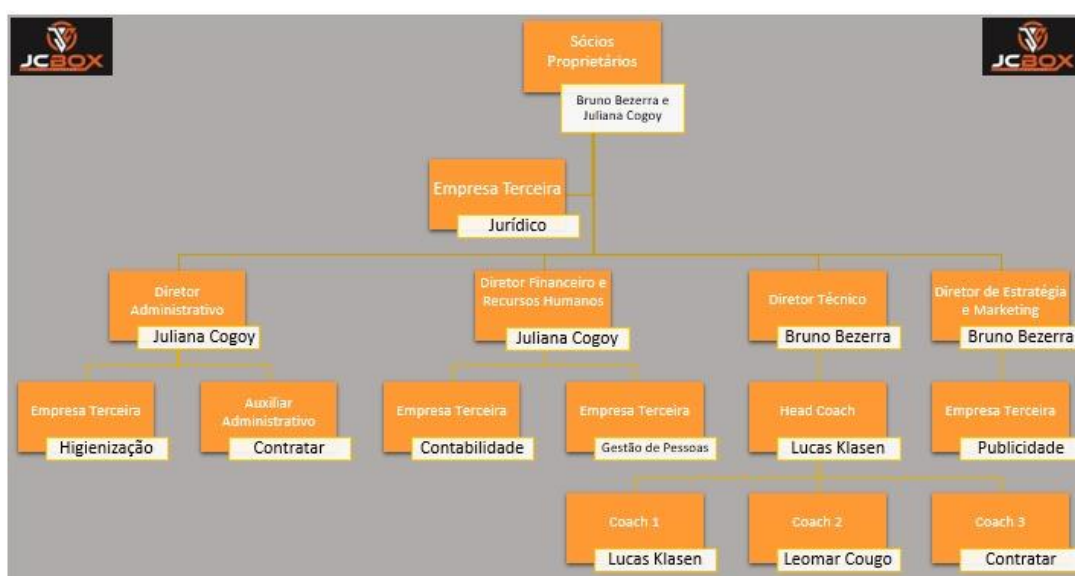 JCBOX
JCBOX
Sócios
Proprietários
Bruno Bezerra e
Juliana Cogoy
Empresa Terceira
Jurídico
Diretor
Administrativo
Juliana Cogoy
Diretor Financeiro e
Recursos Humanos
Juliana Cogoy
Diretor Técnico
Bruno Bezerra
Diretor de Estratégia
e Marketing
Bruno Bezerra
Empresa Terceira
Higienização
Auxiliar
Administrativo
Contratar
Empresa Terceira
Contabilidade
Empresa Terceira
Gestão de Pessoas
Head Coach
Lucas Klasen
Empresa Terceira
Publicidade
Coach 1
Lucas Klasen
Coach 2
Leomar Cougo
Coach 3
Contratar